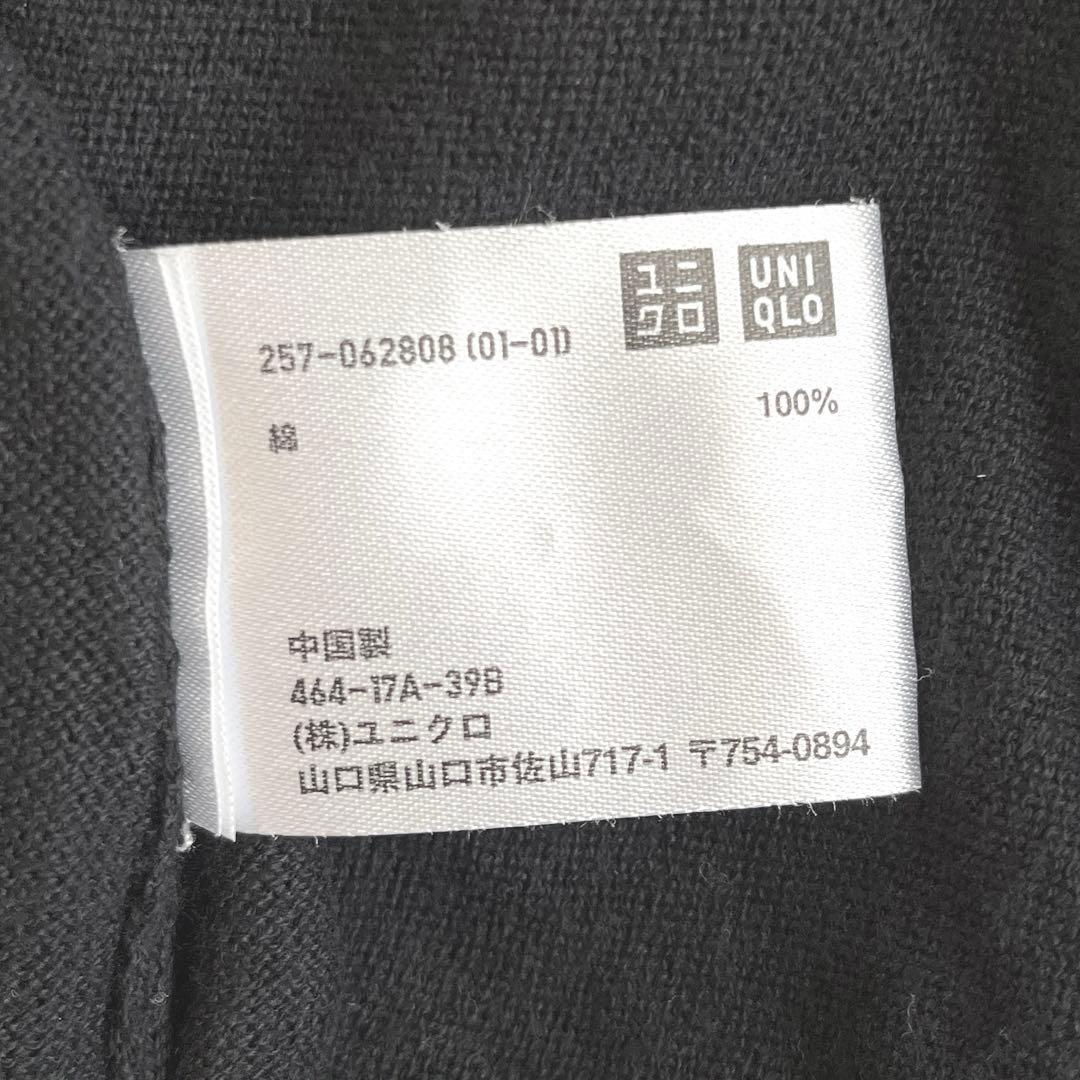 ユニ
クロ
UNI
QLO
257-062808 (01-01)
綿 100%
中国製
464-17A-39B
(株)ユニクロ
山口県山口市佐山717-1 〒754-0894